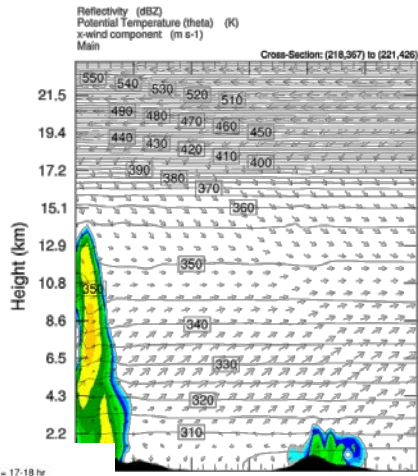 Reflectivity (dBZ)
Potential Temperature (theta) (K)
x-wind component (m s-1)
Main
Cross-Section: (218,367) to (221,426)
Height (km)
21.5
19.4
17.2
15.1
12.9
10.8
8.6
6.5
4.3
2.2
550 540 530 520 510
490 480 470 460 450
440 430 420 410 400
390 380 370
360
350
350
340
330
320
310
= 17-18 hr